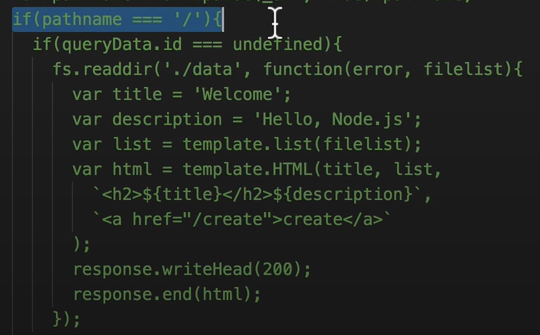 if(pathname === '/'){
if(queryData.id === undefined){
fs.readdir('./data', function(error, filelist){
var title = 'Welcome';
var description = 'Hello, Node.js';
var list = template.list(filelist);
var html = template.HTML(title, list,
`<h2>${title}</h2>${description}`,
`<a href="/create">create</a>`
);
response.writeHead(200);
response.end(html);
});